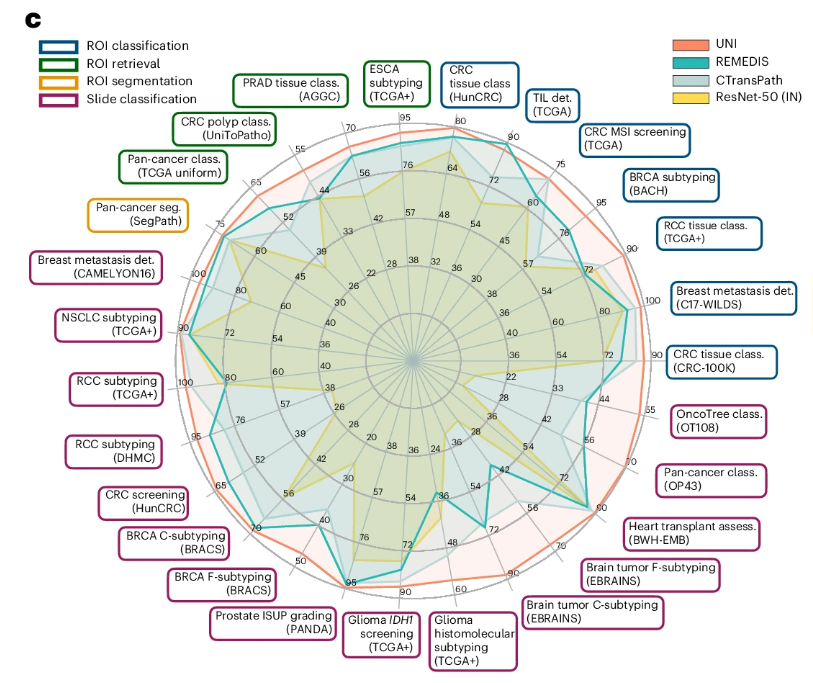 c
ROI classification
ROI retrieval
ROI segmentation
Slide classification
UNI
REMEDIS
CTransPath
ResNet-50 (IN)
ESCA
subtyping
(TCGA+)
CRC
tissue class
(HunCRC)
TIL det.
(TCGA)
CRC MSI screening
(TCGA)
BRCA subtyping
(BACH)
RCC tissue class.
(TCGA+)
Breast metastasis det.
(C17-WILDS)
CRC tissue class.
(CRC-100K)
OncoTree class.
(OT108)
Pan-cancer class.
(OP43)
Heart transplant assess.
(BWH-EMB)
Brain tumor F-subtyping
(EBRAINS)
Brain tumor C-subtyping
(EBRAINS)
Glioma
histomolecular
subtyping
(TCGA+)
Glioma IDH1
screening
(TCGA+)
Prostate ISUP grading
(PANDA)
BRCA F-subtyping
(BRACS)
BRCA C-subtyping
(BRACS)
CRC screening
(HunCRC)
RCC subtyping
(DHMC)
RCC subtyping
(TCGA+)
NSCLC subtyping
(TCGA+)
Breast metastasis det.
(CAMELYON16)
Pan-cancer seg.
(SegPath)
Pan-cancer class.
(TCGA uniform)
CRC polyp class.
(UniToPatho)
PRAD tissue class.
(AGGC)
95
76
57
38
80
64
48
32
90
72
54
36
75
60
45
30
95
76
57
38
90
72
54
36
100
80
60
40
90
72
54
36
55
44
33
22
70
56
42
28
90
72
54
36
70
56
42
28
90
72
54
36
60
48
36
24
90
72
54
36
95
76
57
38
50
40
30
20
70
56
42
28
65
52
39
26
95
76
57
38
100
80
60
40
90
72
54
36
100
80
60
40
75
60
45
30
65
52
39
26
55
44
33
22
70
56
42
28